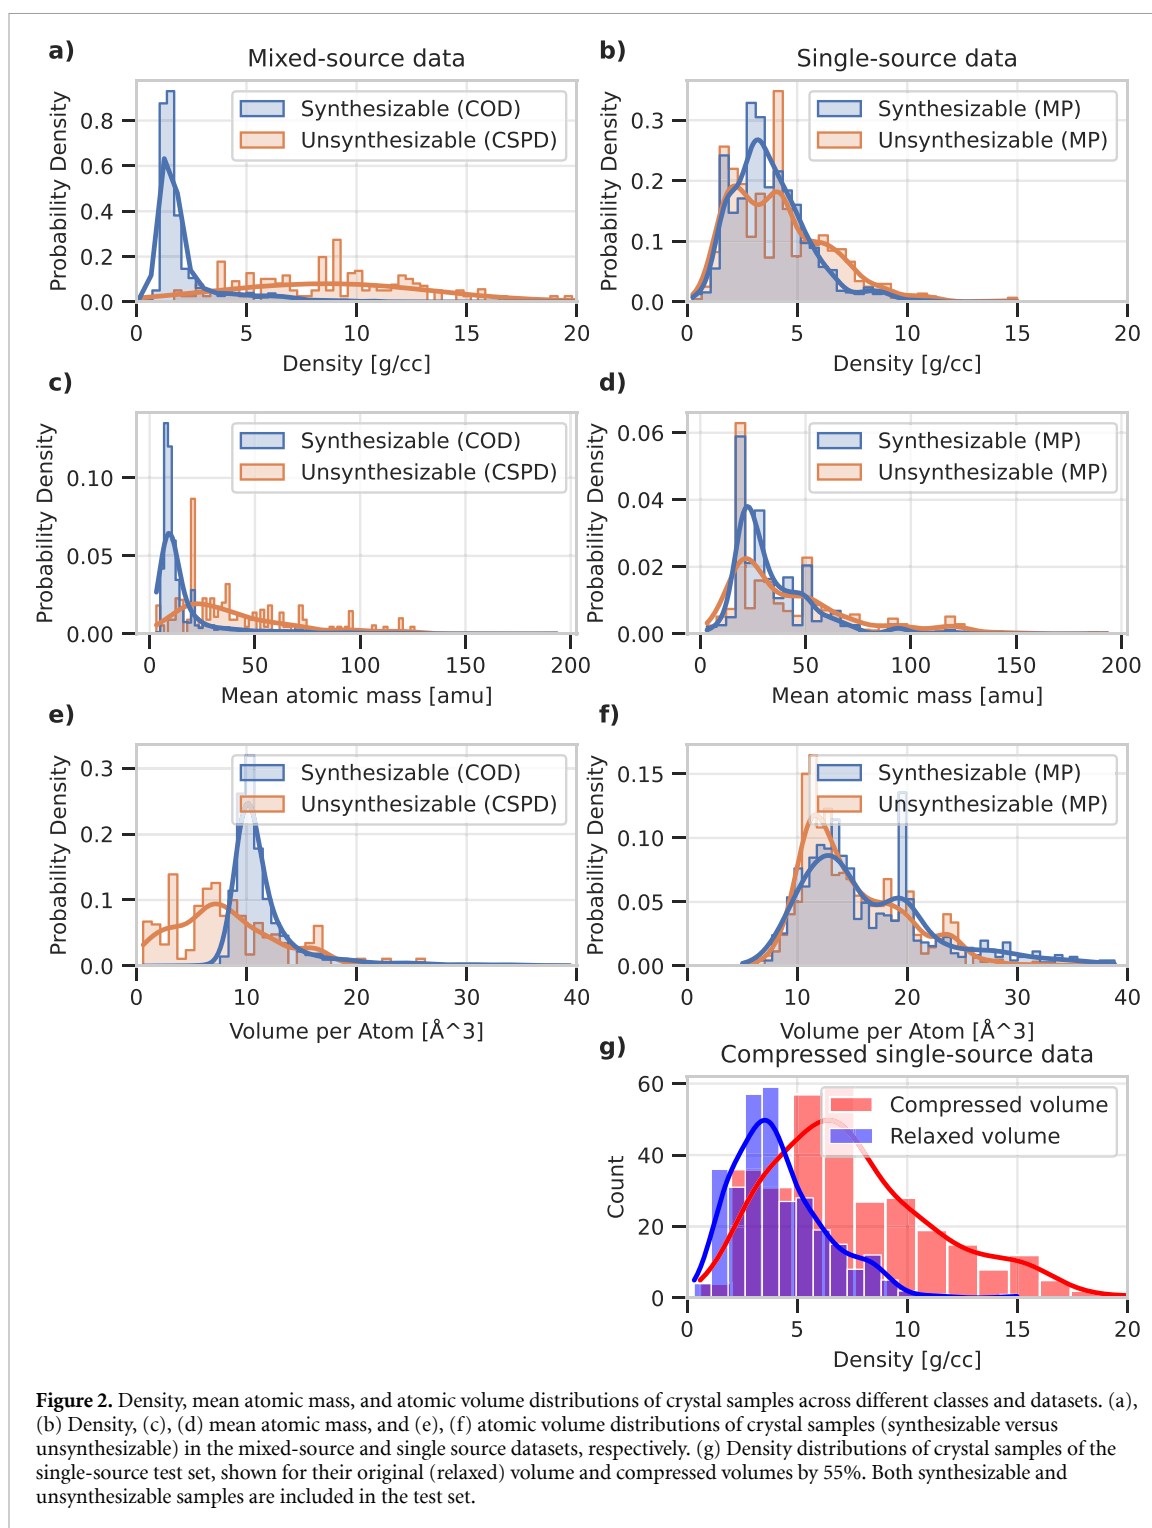 a)
Mixed-source data
Probability Density
0.8
0.6
0.4
0.2
0.0
Synthesizable (COD)
Unsynthesizable (CSPD)
0 5 10 15 20
Density [g/cc]
b)
Single-source data
Probability Density
0.3
0.2
0.1
0.0
Synthesizable (MP)
Unsynthesizable (MP)
0 5 10 15 20
Density [g/cc]
c)
Probability Density
0.10
0.05
0.00
Synthesizable (COD)
Unsynthesizable (CSPD)
0 50 100 150 200
Mean atomic mass [amu]
d)
Probability Density
0.06
0.04
0.02
0.00
Synthesizable (MP)
Unsynthesizable (MP)
0 50 100 150 200
Mean atomic mass [amu]
e)
Probability Density
0.3
0.2
0.1
0.0
Synthesizable (COD)
Unsynthesizable (CSPD)
0 10 20 30 40
Volume per Atom [Å^3]
f)
Probability Density
0.15
0.10
0.05
0.00
Synthesizable (MP)
Unsynthesizable (MP)
0 10 20 30 40
Volume per Atom [Å^3]
g)
Compressed single-source data
Count
60
40
20
0
Compressed volume
Relaxed volume
0 5 10 15 20
Density [g/cc]
Figure 2. Density, mean atomic mass, and atomic volume distributions of crystal samples across different classes and datasets. (a),
(b) Density, (c), (d) mean atomic mass, and (e), (f) atomic volume distributions of crystal samples (synthesizable versus
unsynthesizable) in the mixed-source and single source datasets, respectively. (g) Density distributions of crystal samples of the
single-source test set, shown for their original (relaxed) volume and compressed volumes by 55%. Both synthesizable and
unsynthesizable samples are included in the test set.